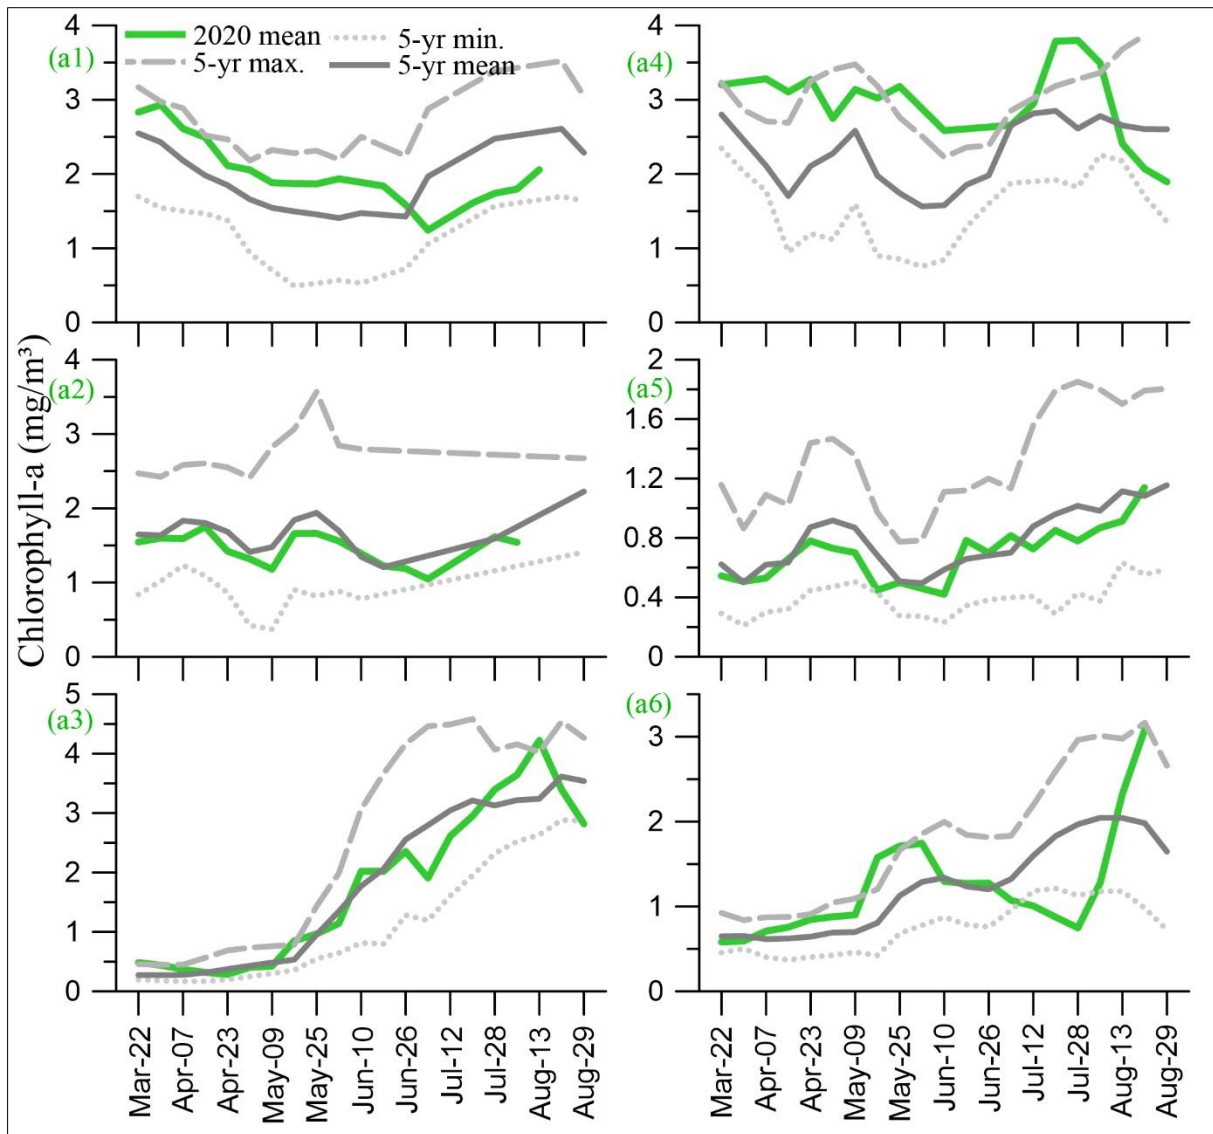 2020 mean
5-yr min.
5-yr max.
5-yr mean
Chlorophyll-a (mg/m³)
(a1)
4
3
2
1
0
(a4)
4
3
2
1
0
(a2)
4
3
2
1
0
(a5)
2
1.6
1.2
0.8
0.4
0
(a3)
5
4
3
2
1
0
(a6)
3
2
1
0
Mar-22
Apr-07
Apr-23
May-09
May-25
Jun-10
Jun-26
Jul-12
Jul-28
Aug-13
Aug-29
Mar-22
Apr-07
Apr-23
May-09
May-25
Jun-10
Jun-26
Jul-12
Jul-28
Aug-13
Aug-29